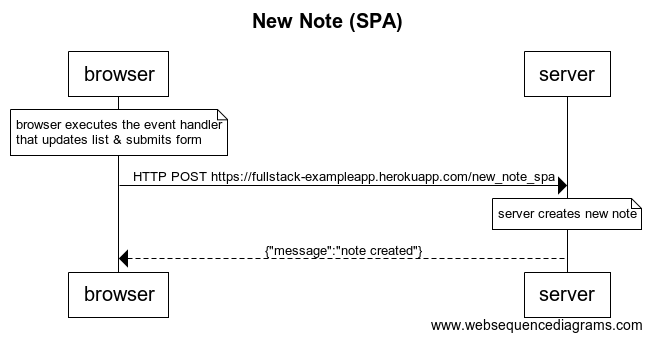 New Note (SPA)
browser
server
browser executes the event handler
that updates list & submits form
HTTP POST https://fullstack-exampleapp.herokuapp.com/new_note_spa
server creates new note
{"message":"note created"}
browser
server
www.websequencediagrams.com